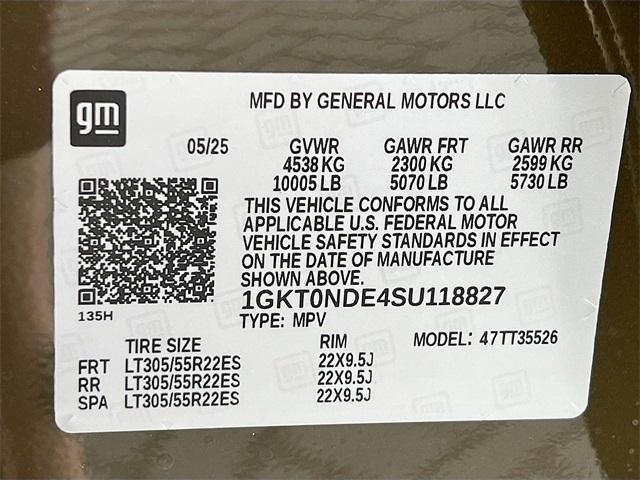 gm
MFD BY GENERAL MOTORS LLC
05/25 GVWR GAWR FRT GAWR RR
4538 KG 2300 KG 2599 KG
10005 LB 5070 LB 5730 LB
THIS VEHICLE CONFORMS TO ALL
APPLICABLE U.S. FEDERAL MOTOR
VEHICLE SAFETY STANDARDS IN EFFECT
ON THE DATE OF MANUFACTURE
SHOWN ABOVE.
1GKT0NDE4SU118827
135H
TYPE: MPV
TIRE SIZE RIM MODEL: 47TT35526
FRT LT305/55R22ES 22X9.5J
RR LT305/55R22ES 22X9.5J
SPA LT305/55R22ES 22X9.5J